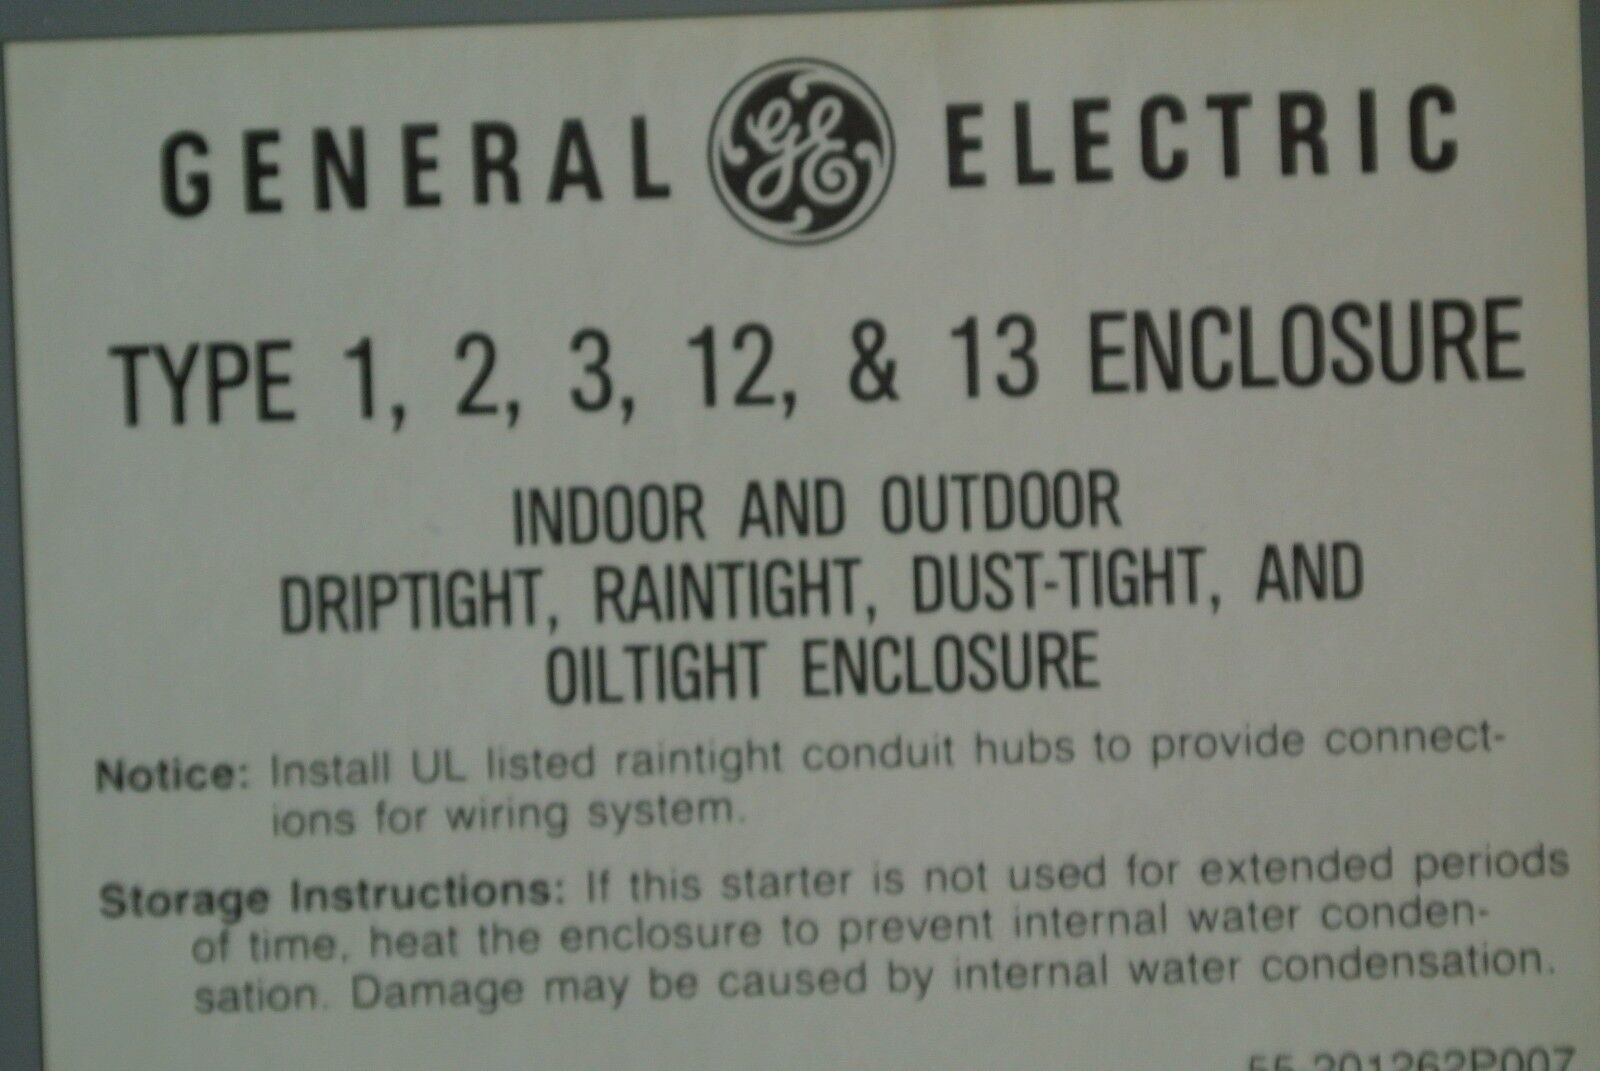 GENERAL GE ELECTRIC
TYPE 1, 2, 3, 12, & 13 ENCLOSURE
INDOOR AND OUTDOOR
DRIPTIGHT, RAINTIGHT, DUST-TIGHT, AND
OILTIGHT ENCLOSURE
Notice: Install UL listed raintight conduit hubs to provide connect-
ions for wiring system.
Storage Instructions: If this starter is not used for extended periods
of time, heat the enclosure to prevent internal water conden-
sation. Damage may be caused by internal water condensation.
55-201262P007